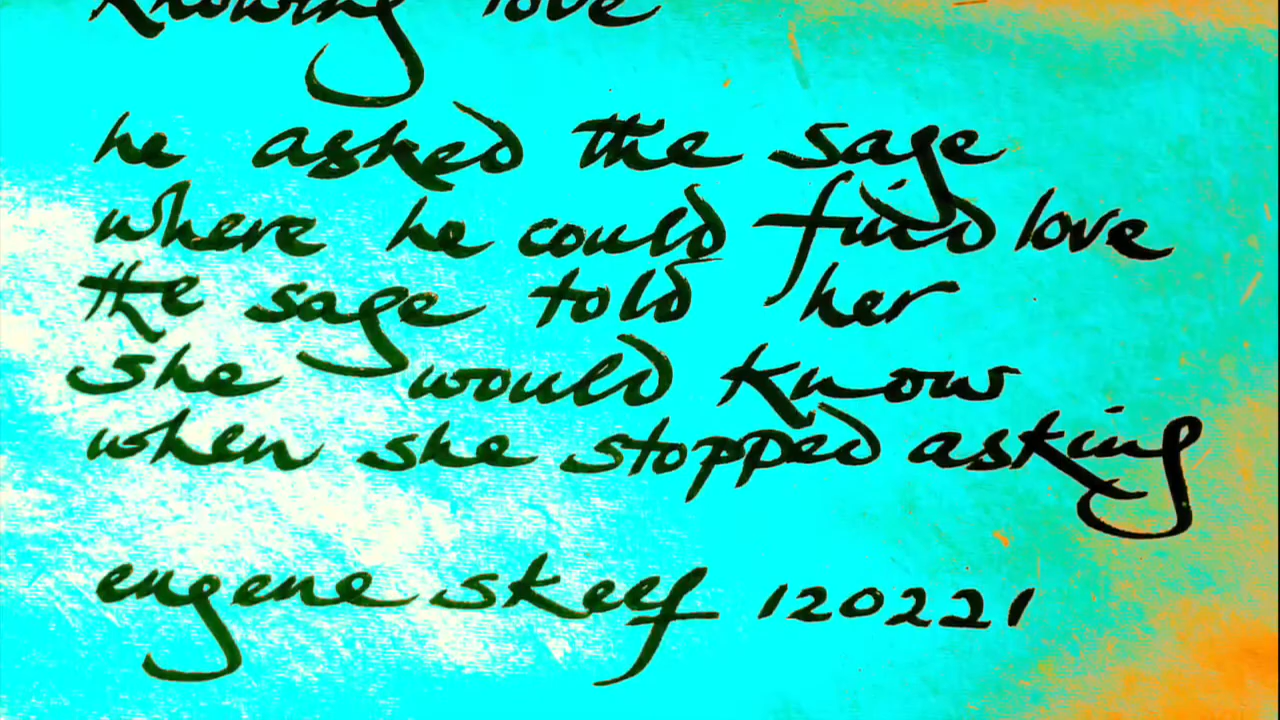 knowing love
he asked the sage
where he could find love
the sage told her
she would know
when she stopped asking
eugene skeef 120221